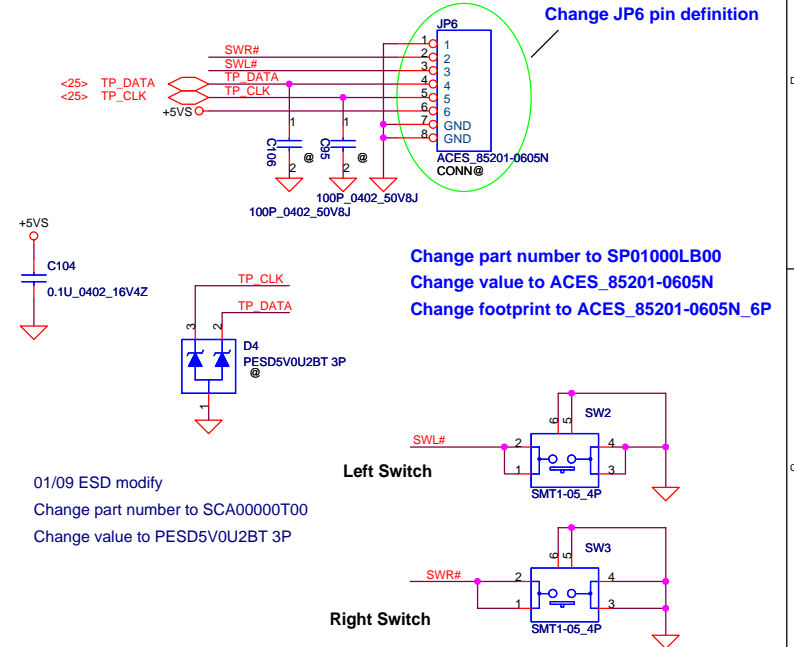 Change JP6 pin definition
JP6
SWR#
SWL#
<25> TP_DATA
TP_DATA
<25> TP_CLK
TP_CLK
+5VS
1
2
3
4
5
6
7
8
1
2
3
4
5
6
GND
GND
ACES_85201-0605N
CONN@
1
C106
@
2
1
C95
@
2
100P_0402_50V8J
100P_0402_50V8J
+5VS
C104
0.1U_0402_16V4Z
Change part number to SP01000LB00
Change value to ACES_85201-0605N
Change footprint to ACES_85201-0605N_6P
TP_CLK
TP_DATA
3
2
D4
PESD5V0U2BT 3P
@
1
01/09 ESD modify
Change part number to SCA00000T00
Change value to PESD5V0U2BT 3P
SW2
6
5
SWL#
2
4
1
3
SMT1-05_4P
Left Switch
SW3
6
5
SWR#
2
4
1
3
SMT1-05_4P
Right Switch
D
C